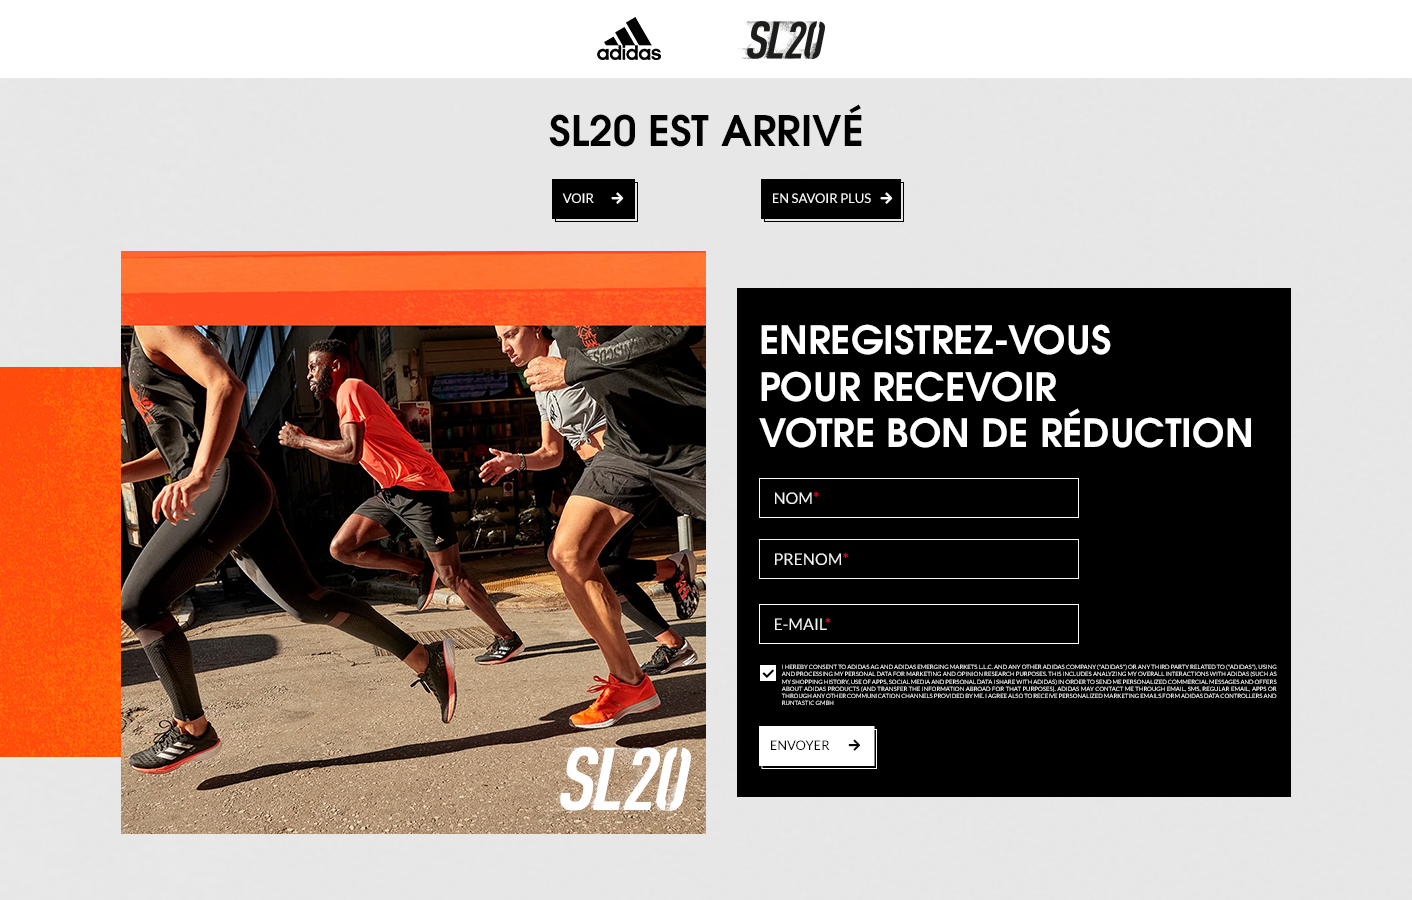 adidas
SL20
SL20 EST ARRIVÉ
VOIR
EN SAVOIR PLUS
ENREGISTREZ-VOUS
POUR RECEVOIR
VOTRE BON DE RÉDUCTION
NOM*
PRENOM*
E-MAIL*
I HEREBY CONSENT TO ADIDAS AG AND ADIDAS EMERGING MARKETS L.L.C. AND ANY OTHER ADIDAS COMPANY ("ADIDAS") OR ANY THIRD PARTY RELATED TO ("ADIDAS"), USING
AND PROCESSING MY PERSONAL DATA FOR MARKETING AND OPINION RESEARCH PURPOSES. THIS INCLUDES ANALYZING MY OVERALL INTERACTIONS WITH ADIDAS (SUCH AS
MY SHOPPING HISTORY, USE OF APPS, SOCIAL MEDIA AND PERSONAL DATA I SHARE WITH ADIDAS) IN ORDER TO SEND ME PERSONALIZED COMMERCIAL MESSAGES AND OFFERS
ABOUT ADIDAS PRODUCTS (AND TRANSFER THE INFORMATION ABROAD FOR THAT PURPOSES). ADIDAS MAY CONTACT ME THROUGH EMAIL, SMS, REGULAR EMAIL, APPS OR
THROUGH ANY OTHER COMMUNICATION CHANNELS PROVIDED BY ME. I AGREE ALSO TO RECEIVE PERSONALIZED MARKETING EMAILS FORM ADIDAS DATA CONTROLLERS AND
RUNTASTIC GMBH
ENVOYER
SL20